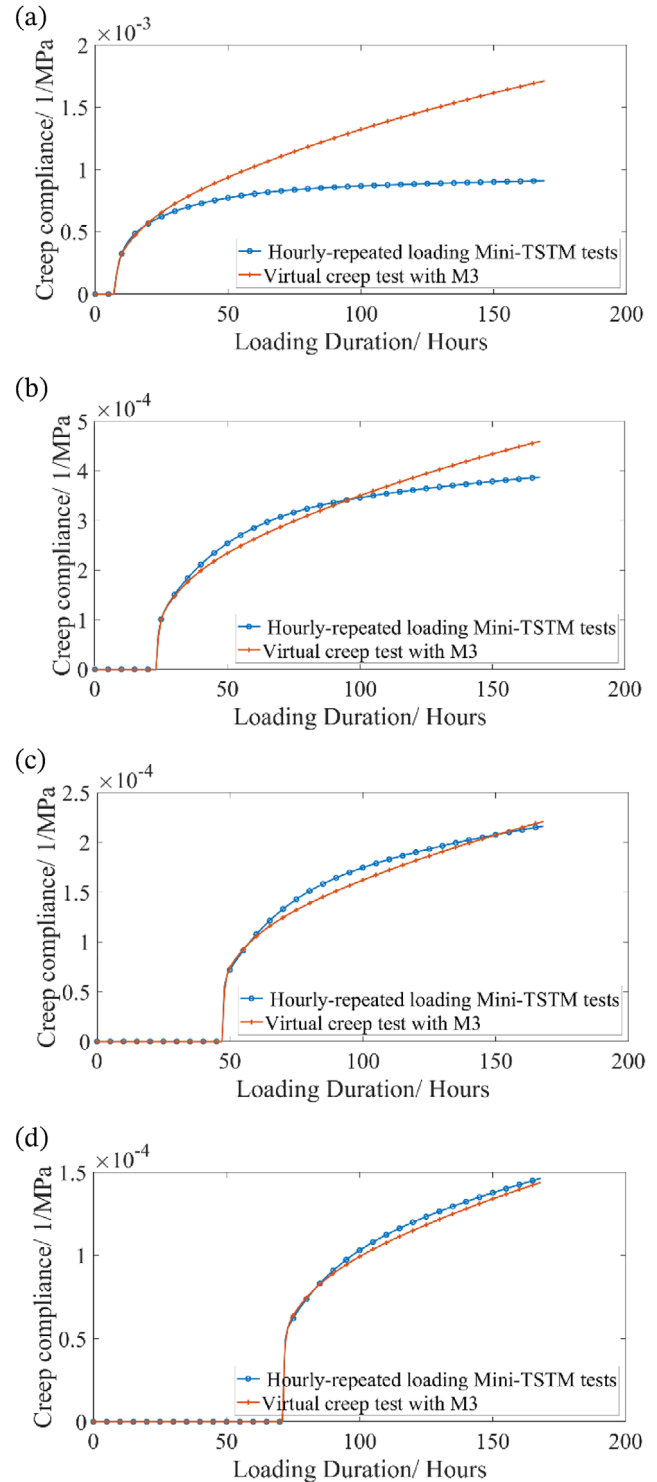 (a)
×10⁻³
2
1.5
1
0.5
0
Creep compliance/ 1/MPa
Hourly-repeated loading Mini-TSTM tests
Virtual creep test with M3
0 50 100 150 200
Loading Duration/ Hours
(b)
×10⁻⁴
5
4
3
2
1
0
Creep compliance/ 1/MPa
Hourly-repeated loading Mini-TSTM tests
Virtual creep test with M3
0 50 100 150 200
Loading Duration/ Hours
(c)
×10⁻⁴
2.5
2
1.5
1
0.5
0
Creep compliance/ 1/MPa
Hourly-repeated loading Mini-TSTM tests
Virtual creep test with M3
0 50 100 150 200
Loading Duration/ Hours
(d)
×10⁻⁴
1.5
1
0.5
0
Creep compliance/ 1/MPa
Hourly-repeated loading Mini-TSTM tests
Virtual creep test with M3
0 50 100 150 200
Loading Duration/ Hours